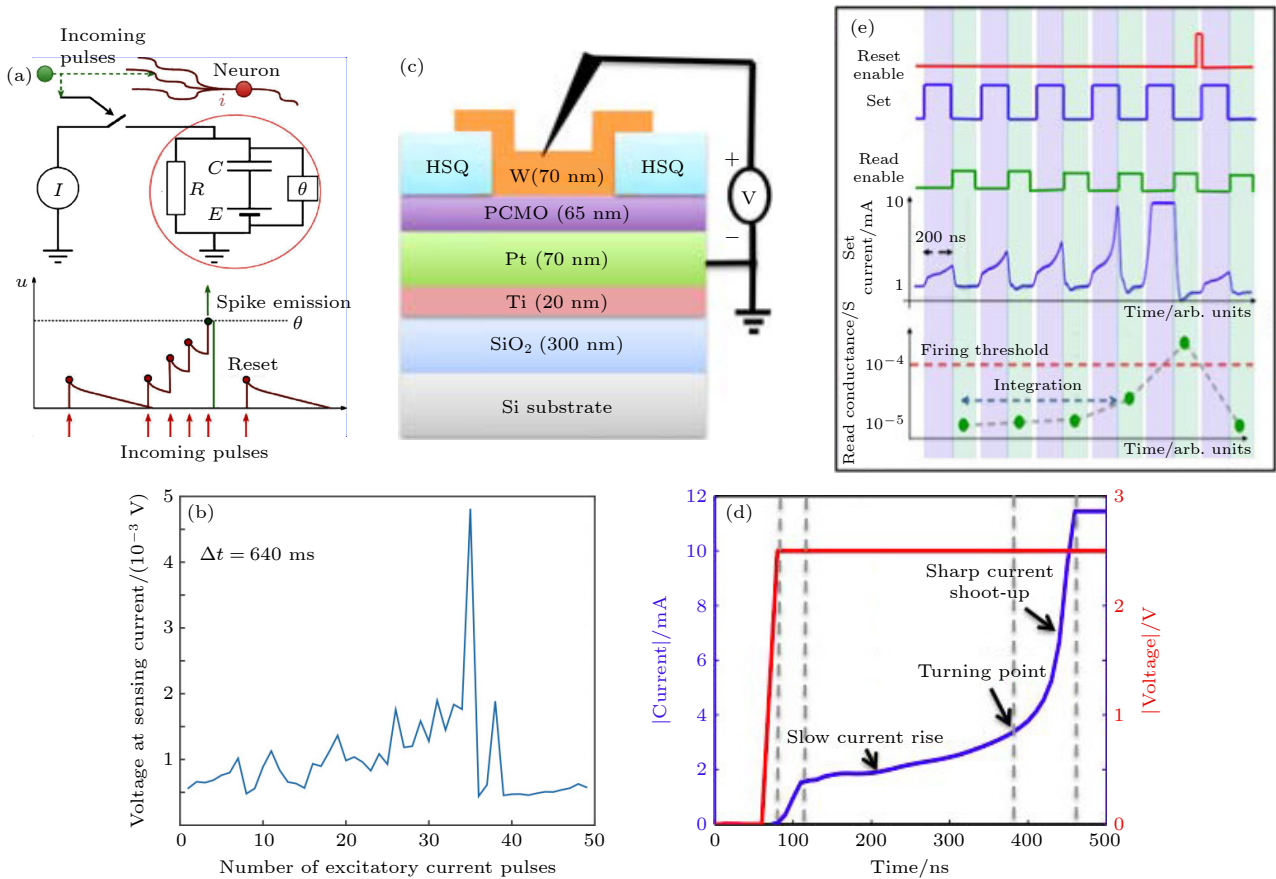 (a)
Incoming
pulses
Neuron
i
I
R
C
E
θ
u
Spike emission
θ
Reset
Incoming pulses
(c)
HSQ
HSQ
W(70 nm)
PCMO (65 nm)
Pt (70 nm)
Ti (20 nm)
SiO₂ (300 nm)
Si substrate
+
V
−
(e)
Reset
enable
Set
Read
enable
Set
current/mA
10
1
200 ns
Time/arb. units
Read conductance/S
Firing threshold
10⁻⁴
Integration
10⁻⁵
Time/arb. units
(b)
Δt = 640 ms
Voltage at sensing current/(10⁻³ V)
5
4
3
2
1
0
10
20
30
40
50
Number of excitatory current pulses
(d)
|Current|/mA
12
10
8
6
4
2
0
Sharp current
shoot-up
Turning point
Slow current rise
3
2
1
0
|Voltage|/V
0
100
200
300
400
500
Time/ns